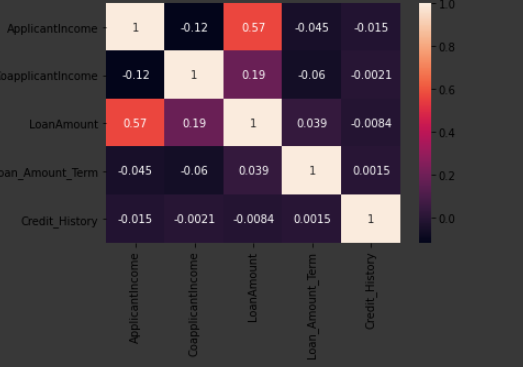 1.0
ApplicantIncome 1 -0.12 0.57 -0.045 -0.015
0.8
oapplicantIncome -0.12 1 0.19 -0.06 -0.0021
0.6
LoanAmount 0.57 0.19 1 0.039 -0.0084
0.4
oan_Amount_Term -0.045 -0.06 0.039 1 0.0015
0.2
Credit_History -0.015 -0.0021 -0.0084 0.0015 1
0.0
ApplicantIncome
CoapplicantIncome
LoanAmount
Loan_Amount_Term
Credit_History